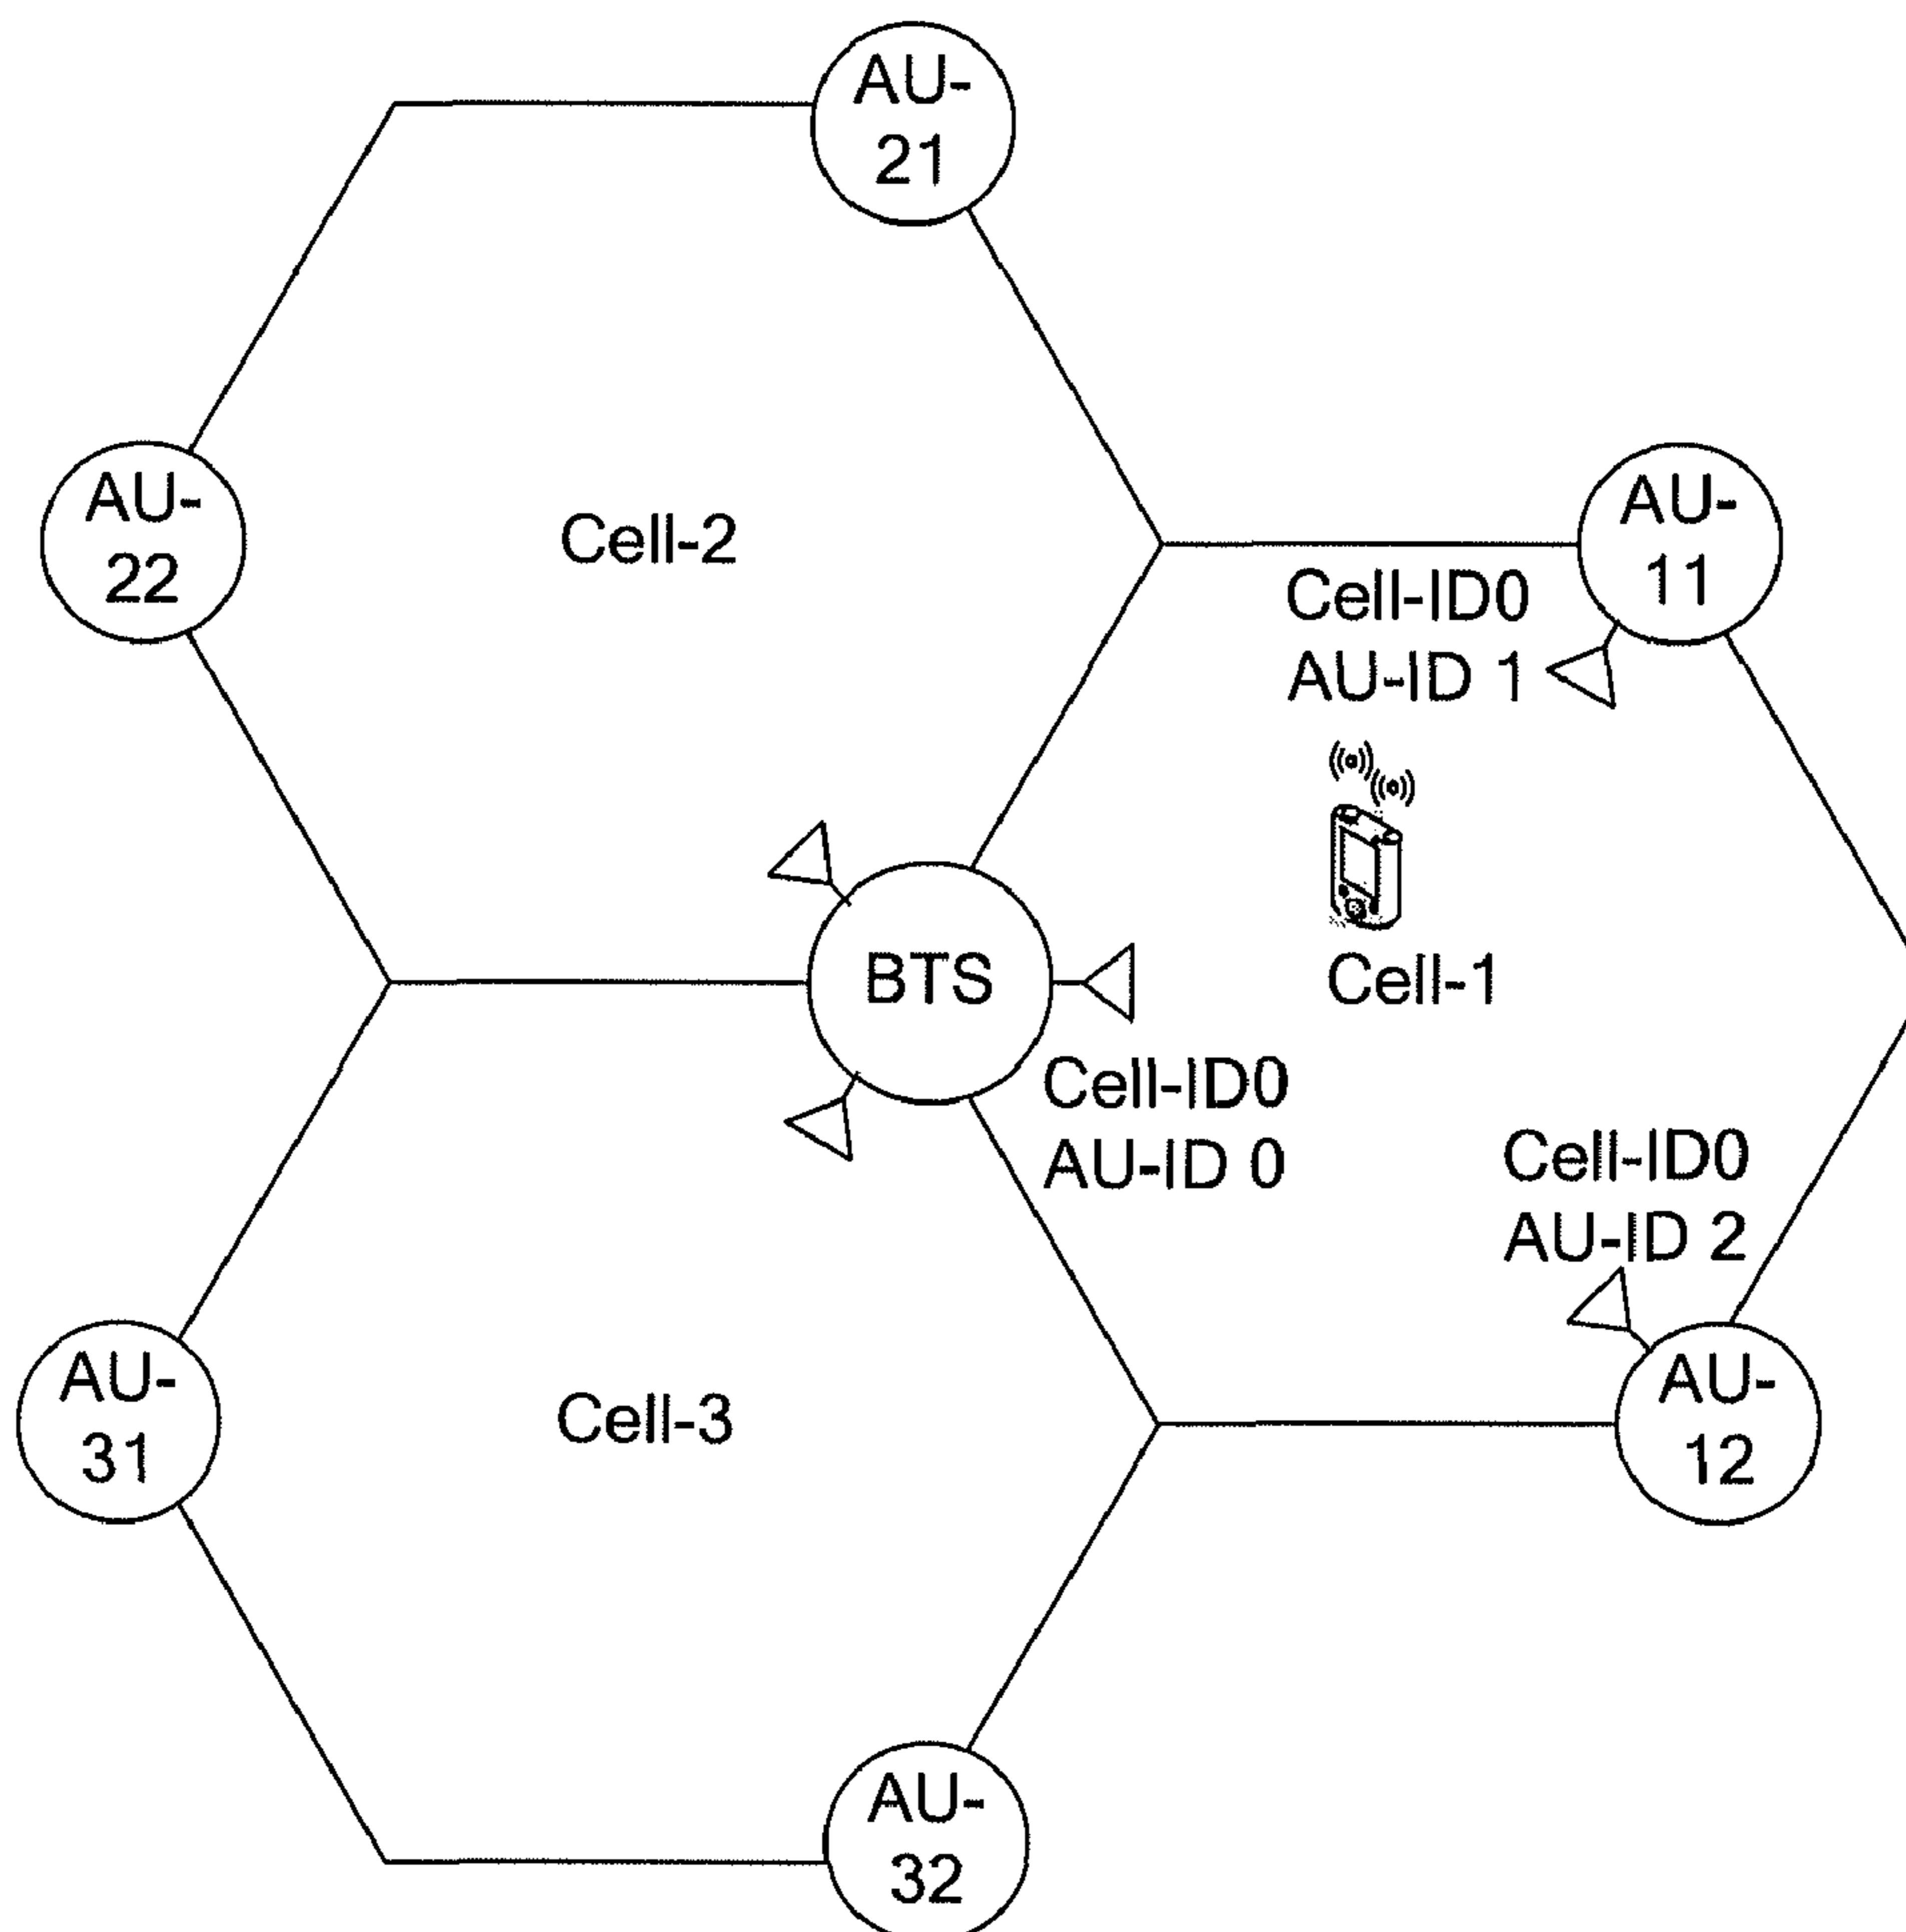 AU-
21
AU-
22
Cell-2
AU-
11
Cell-ID0
AU-ID 1
BTS
Cell-1
Cell-ID0
AU-ID 0
Cell-ID0
AU-ID 2
AU-
31
Cell-3
AU-
12
AU-
32